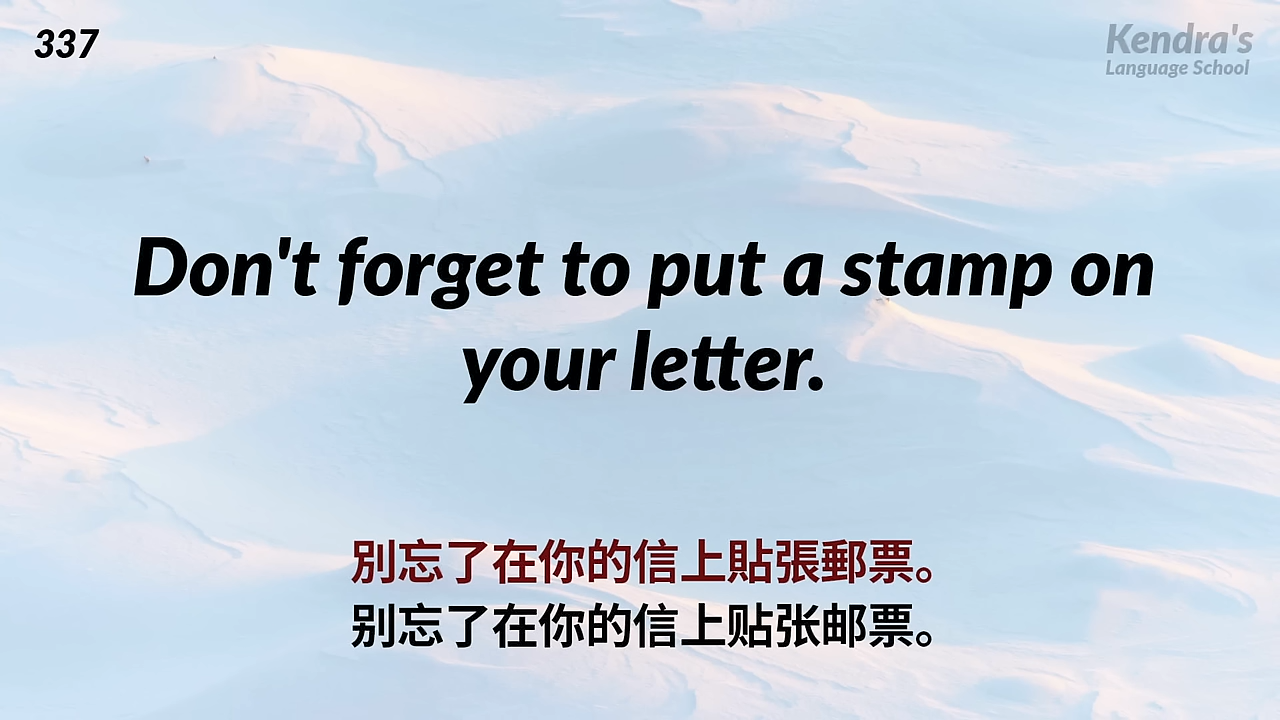 337
Kendra's
Language School
Don't forget to put a stamp on
your letter.
別忘了在你的信上貼張郵票。
别忘了在你的信上贴张邮票。